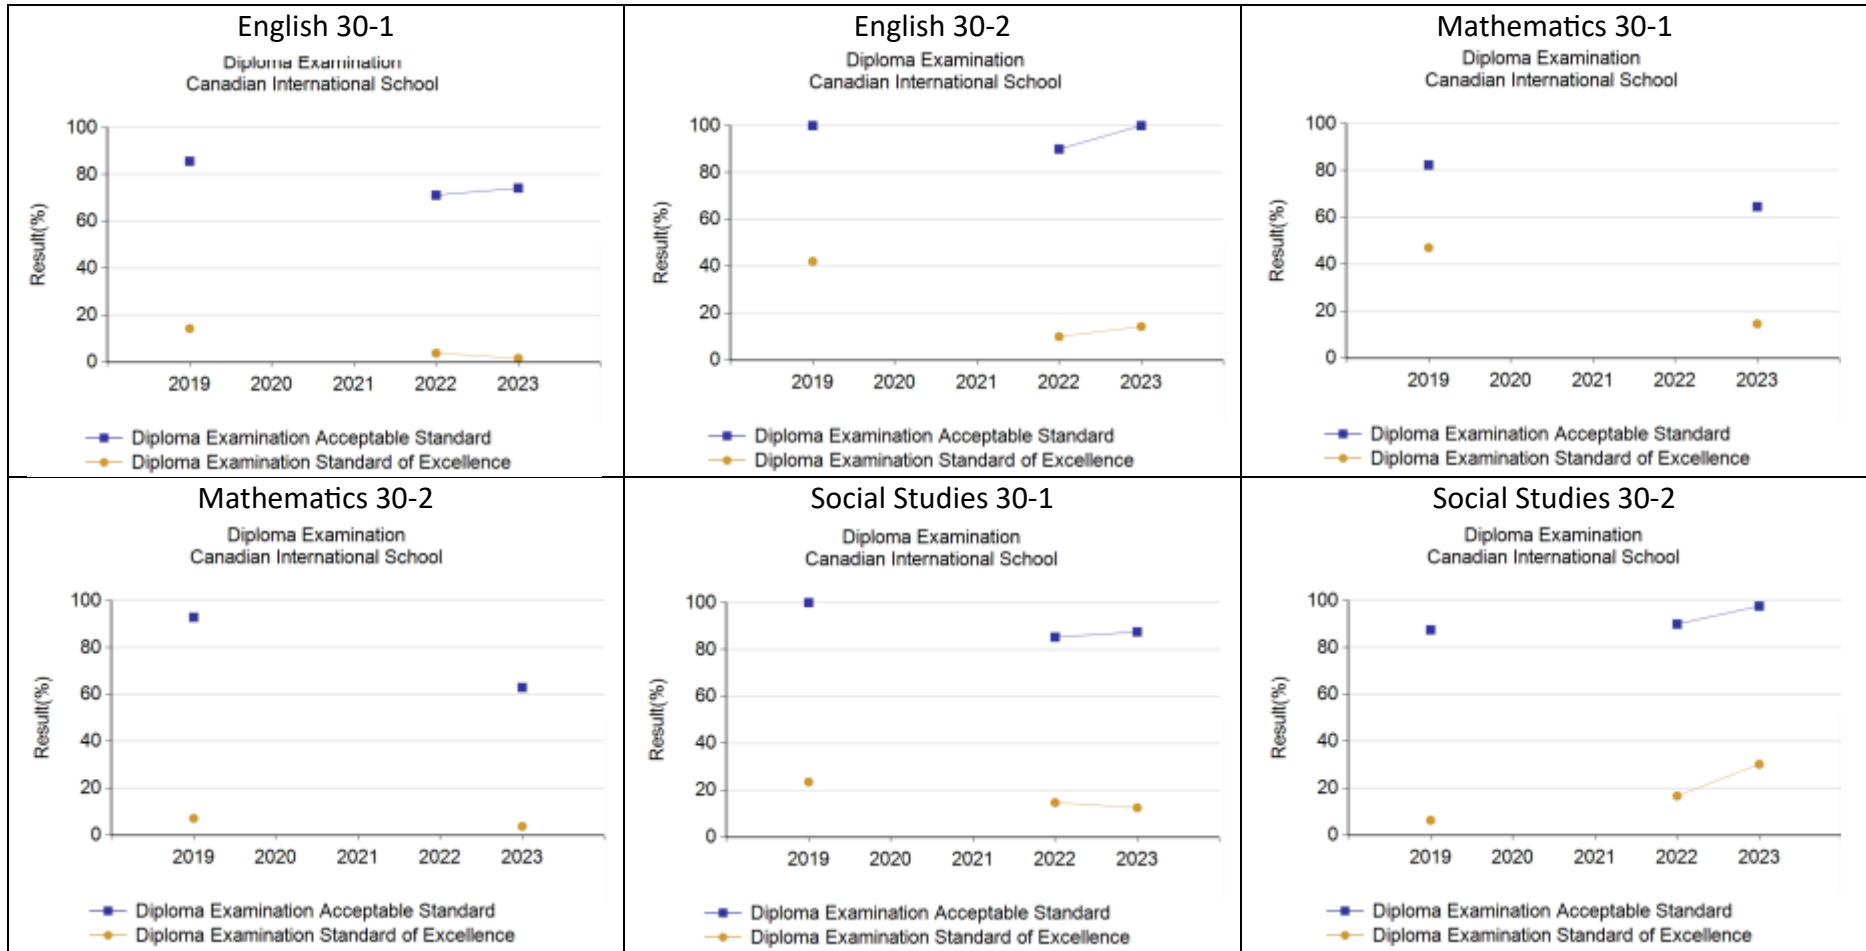 English 30-1
Diploma Examination
Canadian International School
100
80
60
40
20
0
Result(%)
2019 2020 2021 2022 2023
Diploma Examination Acceptable Standard
Diploma Examination Standard of Excellence
English 30-2
Diploma Examination
Canadian International School
100
80
60
40
20
0
Result(%)
2019 2020 2021 2022 2023
Diploma Examination Acceptable Standard
Diploma Examination Standard of Excellence
Mathematics 30-1
Diploma Examination
Canadian International School
100
80
60
40
20
0
Result(%)
2019 2020 2021 2022 2023
Diploma Examination Acceptable Standard
Diploma Examination Standard of Excellence
Mathematics 30-2
Diploma Examination
Canadian International School
100
80
60
40
20
0
Result(%)
2019 2020 2021 2022 2023
Diploma Examination Acceptable Standard
Diploma Examination Standard of Excellence
Social Studies 30-1
Diploma Examination
Canadian International School
100
80
60
40
20
0
Result(%)
2019 2020 2021 2022 2023
Diploma Examination Acceptable Standard
Diploma Examination Standard of Excellence
Social Studies 30-2
Diploma Examination
Canadian International School
100
80
60
40
20
0
Result(%)
2019 2020 2021 2022 2023
Diploma Examination Acceptable Standard
Diploma Examination Standard of Excellence